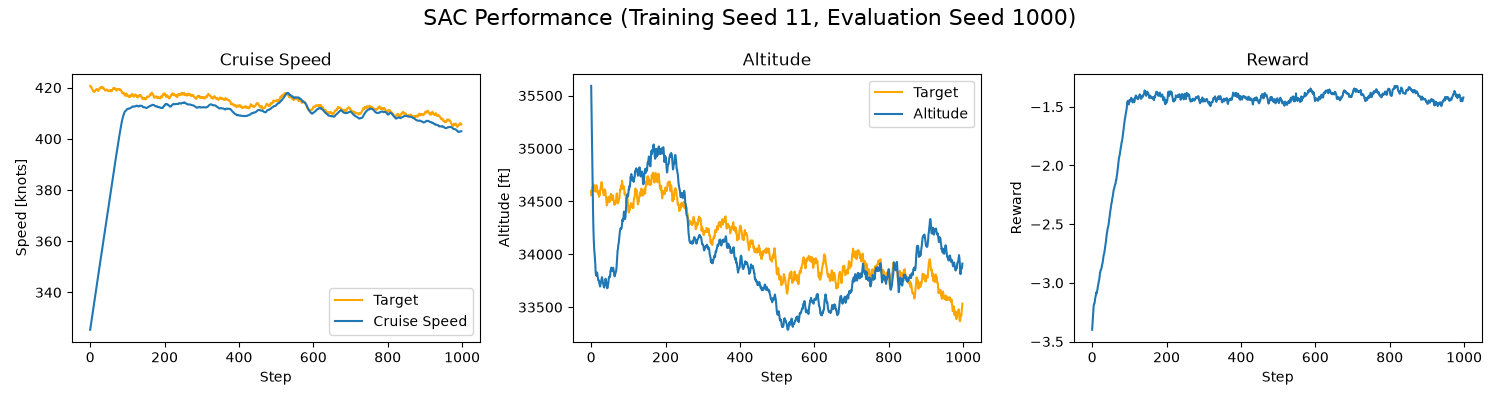 SAC Performance (Training Seed 11, Evaluation Seed 1000)
Cruise Speed
Speed [knots]
420
400
380
360
340
0 200 400 600 800 1000
Step
Target
Cruise Speed
Altitude
Altitude [ft]
35500
35000
34500
34000
33500
0 200 400 600 800 1000
Step
Target
Altitude
Reward
Reward
−1.5
−2.0
−2.5
−3.0
−3.5
0 200 400 600 800 1000
Step